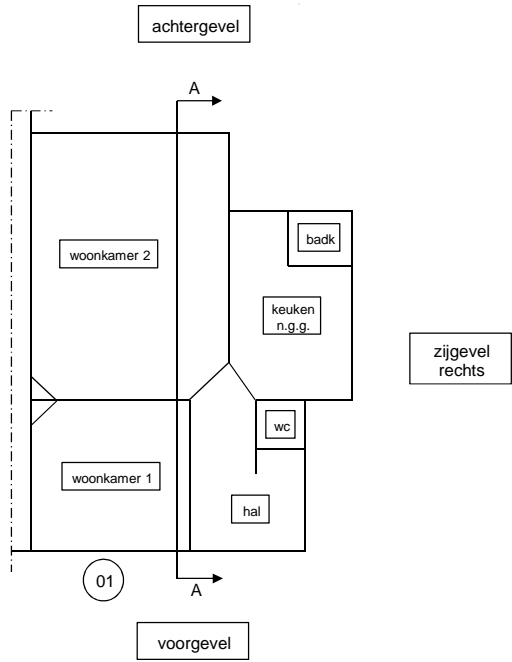 achtergevel
A
badk
woonkamer 2
keuken
n.g.g.
zijgevel
rechts
wc
woonkamer 1
hal
01
A
voorgevel